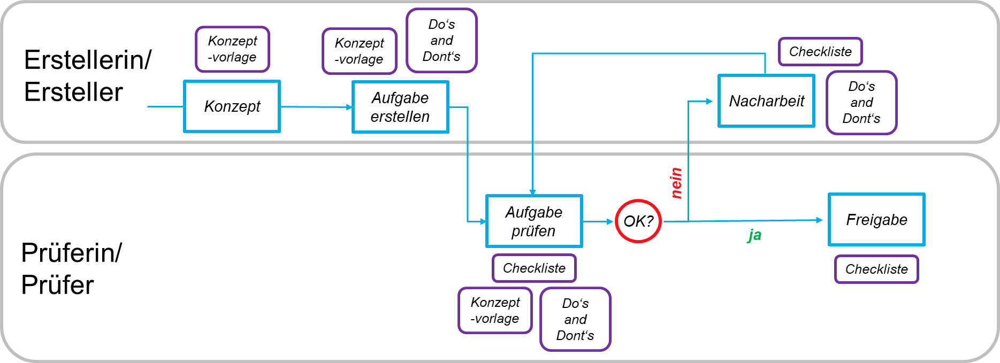 Erstellerin/
Ersteller
Konzept
-vorlage
Konzept
Konzept
-vorlage
Do‘s
and
Dont‘s
Aufgabe
erstellen
Checkliste
Nacharbeit
Do‘s
and
Dont‘s
Prüferin/
Prüfer
Aufgabe
prüfen
Checkliste
Konzept
-vorlage
Do‘s
and
Dont‘s
OK?
nein
ja
Freigabe
Checkliste